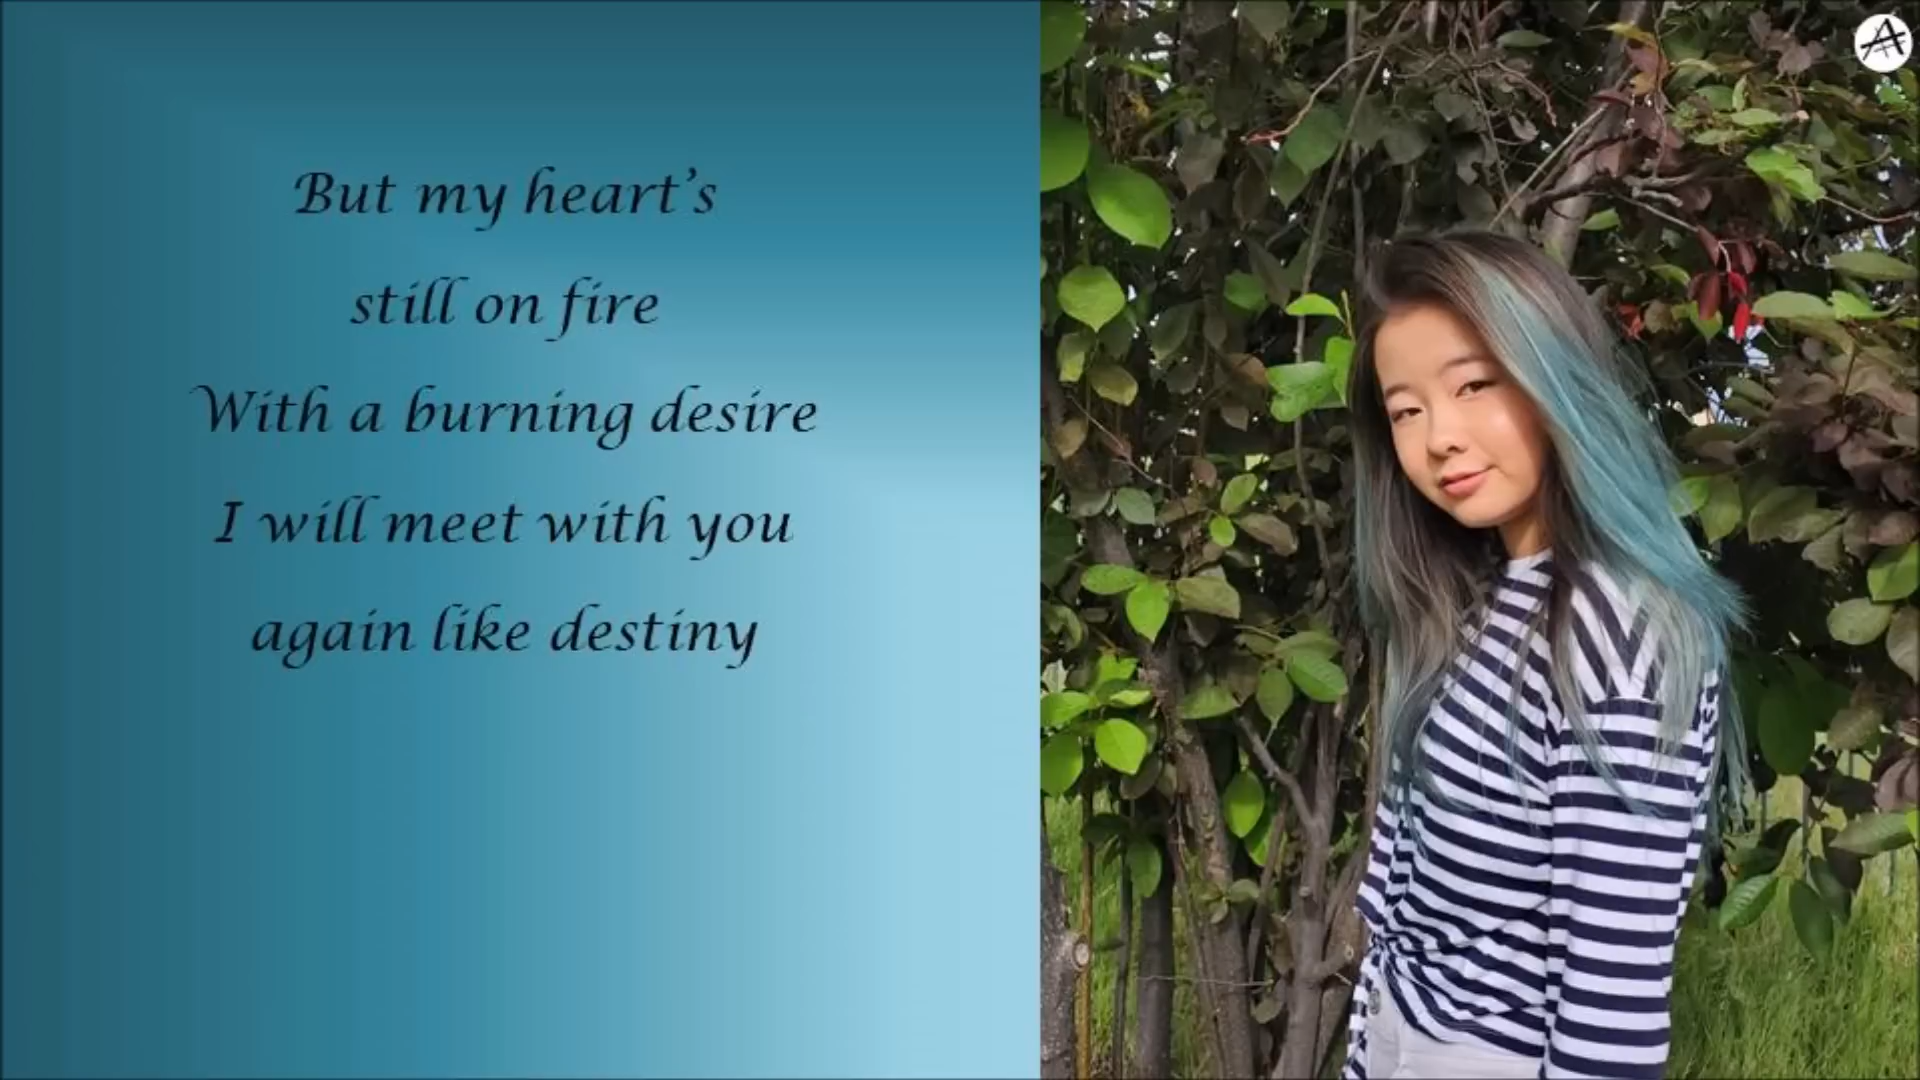 But my heart’s
still on fire
With a burning desire
I will meet with you
again like destiny